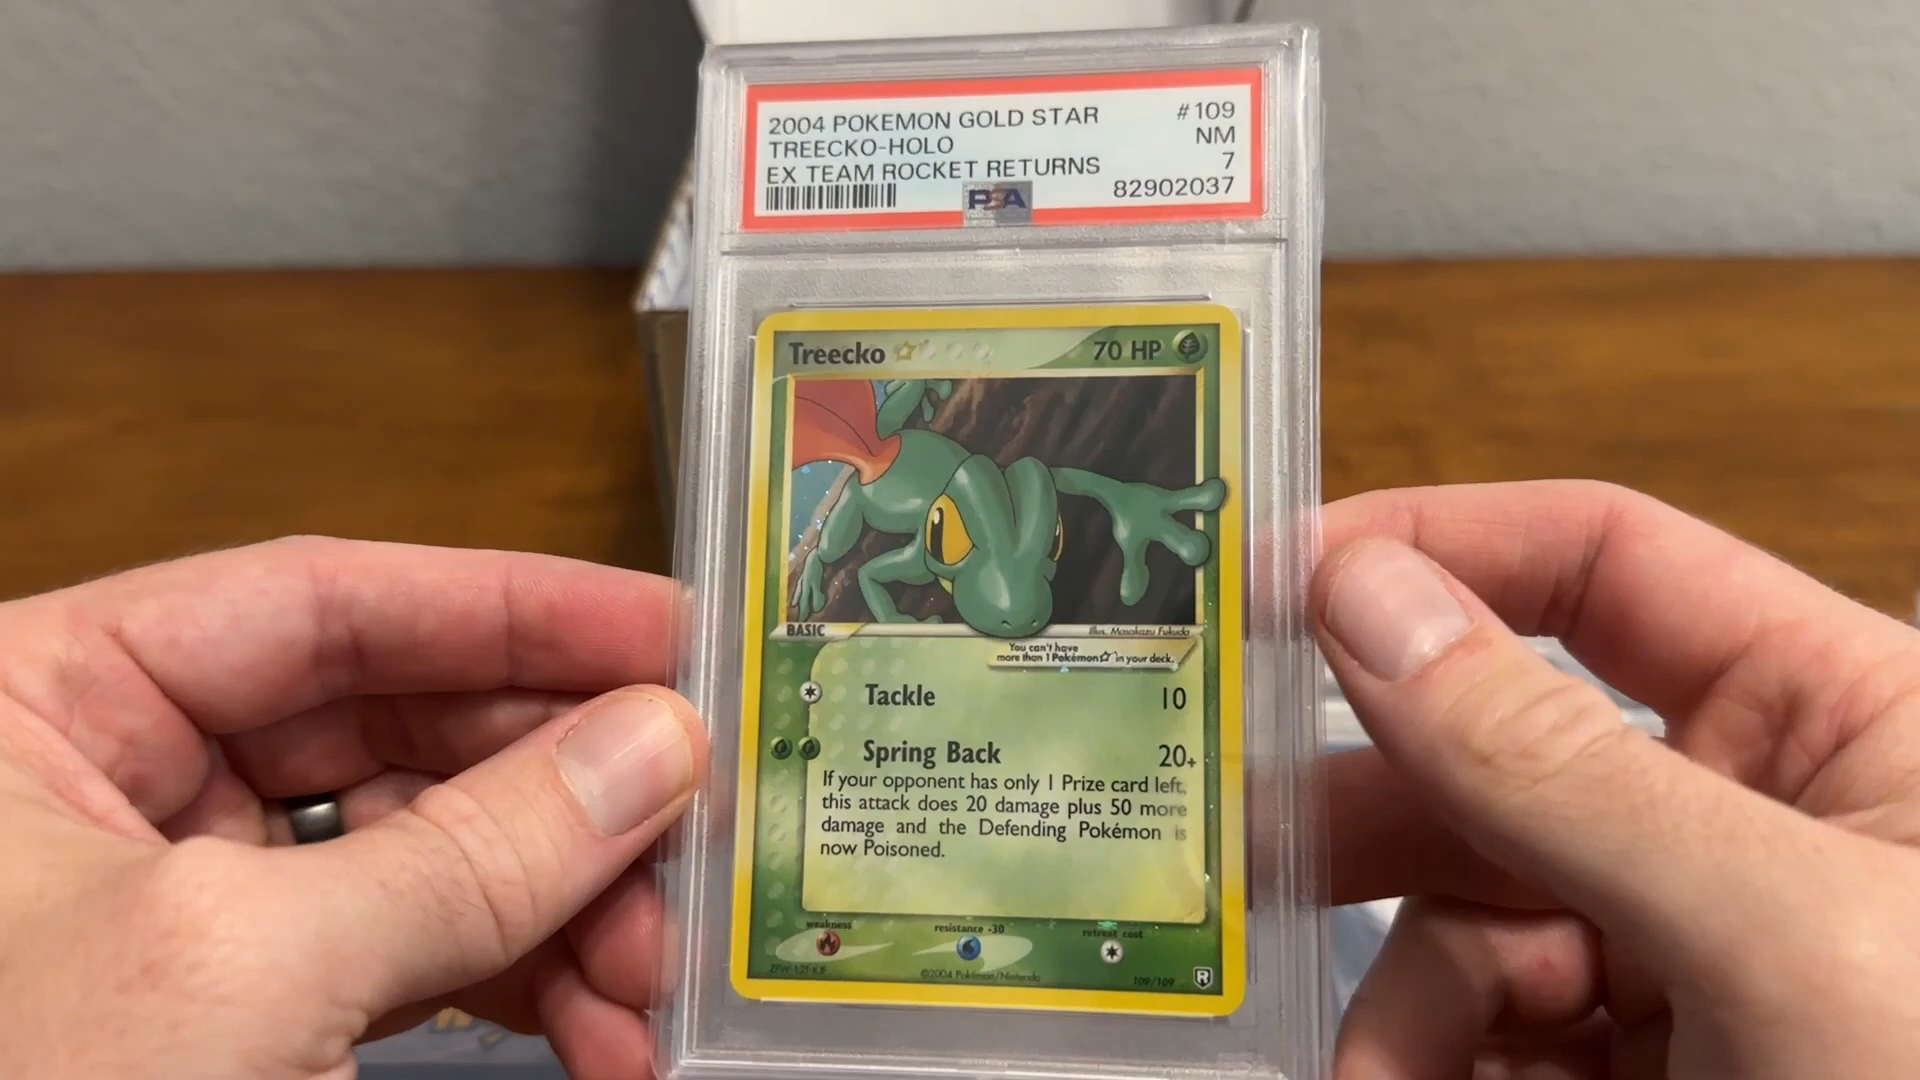 2004 POKEMON GOLD STAR #109
TREECKO-HOLO NM
EX TEAM ROCKET RETURNS 7
PSA 82902037
Treecko 70 HP
BASIC Illus. Masakazu Fukuda
You can't have
more than 1 Pokémon☆ in your deck.
Tackle 10
Spring Back 20+
If your opponent has only 1 Prize card left,
this attack does 20 damage plus 50 more
damage and the Defending Pokémon is
now Poisoned.
weakness resistance -30 retreat cost
©2004 Pokémon/Nintendo 109/109 R